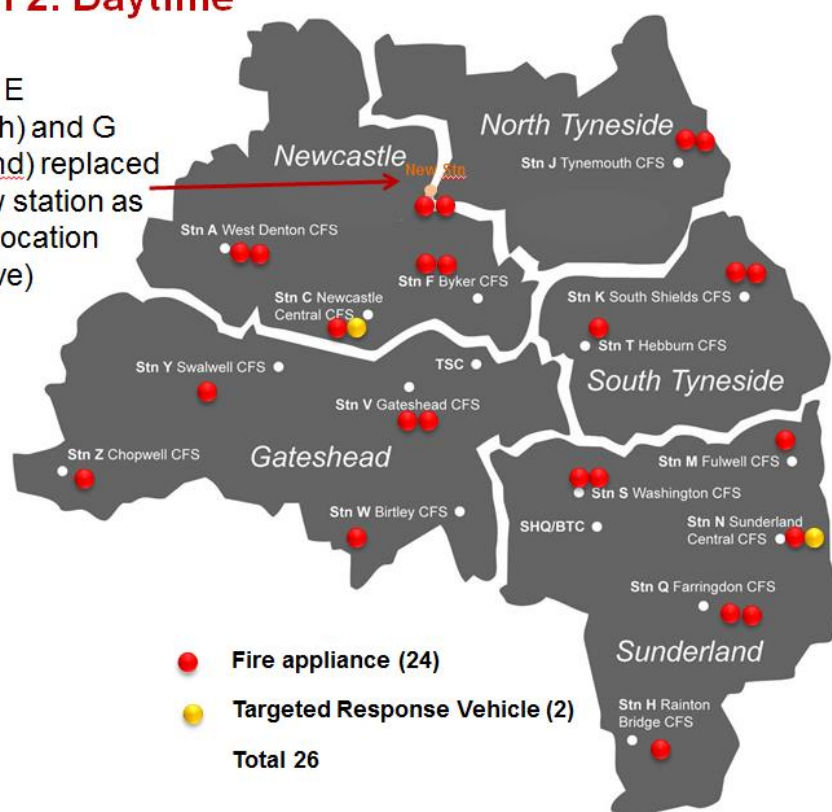 2: Daytime
E
h) and G
nd) replaced
w station as
ocation
ve)
Newcastle
New Stn
North Tyneside
Stn J Tynemouth CFS
Stn A West Denton CFS
Stn F Byker CFS
Stn C Newcastle
Central CFS
Stn K South Shields CFS
Stn T Hebburn CFS
South Tyneside
Stn Y Swalwell CFS
TSC
Stn V Gateshead CFS
Stn Z Chopwell CFS
Gateshead
Stn W Birtley CFS
Stn M Fulwell CFS
Stn S Washington CFS
SHQ/BTC
Stn N Sunderland
Central CFS
Stn Q Farringdon CFS
Sunderland
Stn H Rainton
Bridge CFS
Fire appliance (24)
Targeted Response Vehicle (2)
Total 26